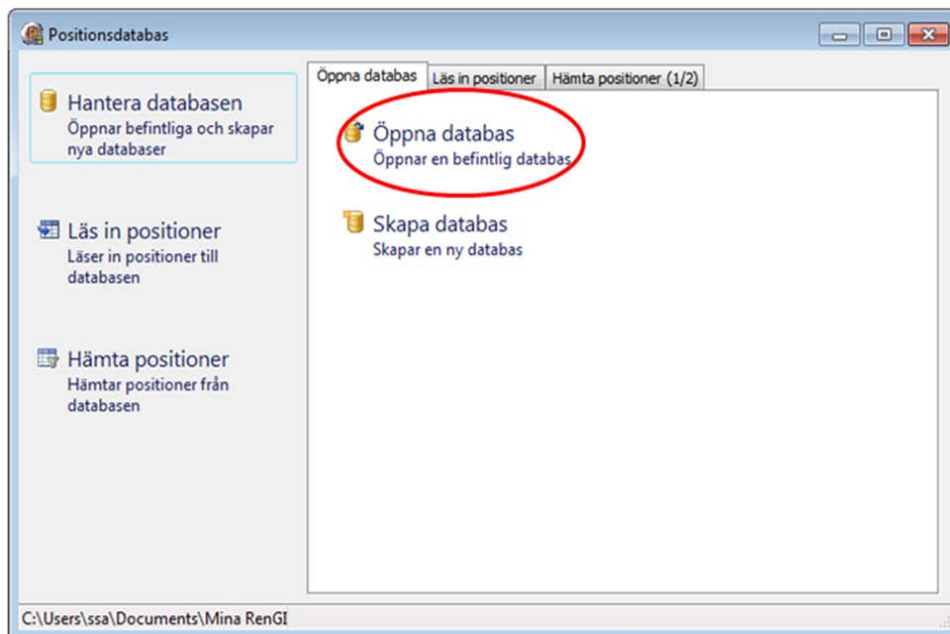 Positionsdatabas
Hantera databasen
Öppnar befintliga och skapar
nya databaser
Läs in positioner
Läser in positioner till
databasen
Hämta positioner
Hämtar positioner från
databasen
Öppna databas
Läs in positioner
Hämta positioner (1/2)
Öppna databas
Öppnar en befintlig databas
Skapa databas
Skapar en ny databas
C:\Users\ssa\Documents\Mina RenGI